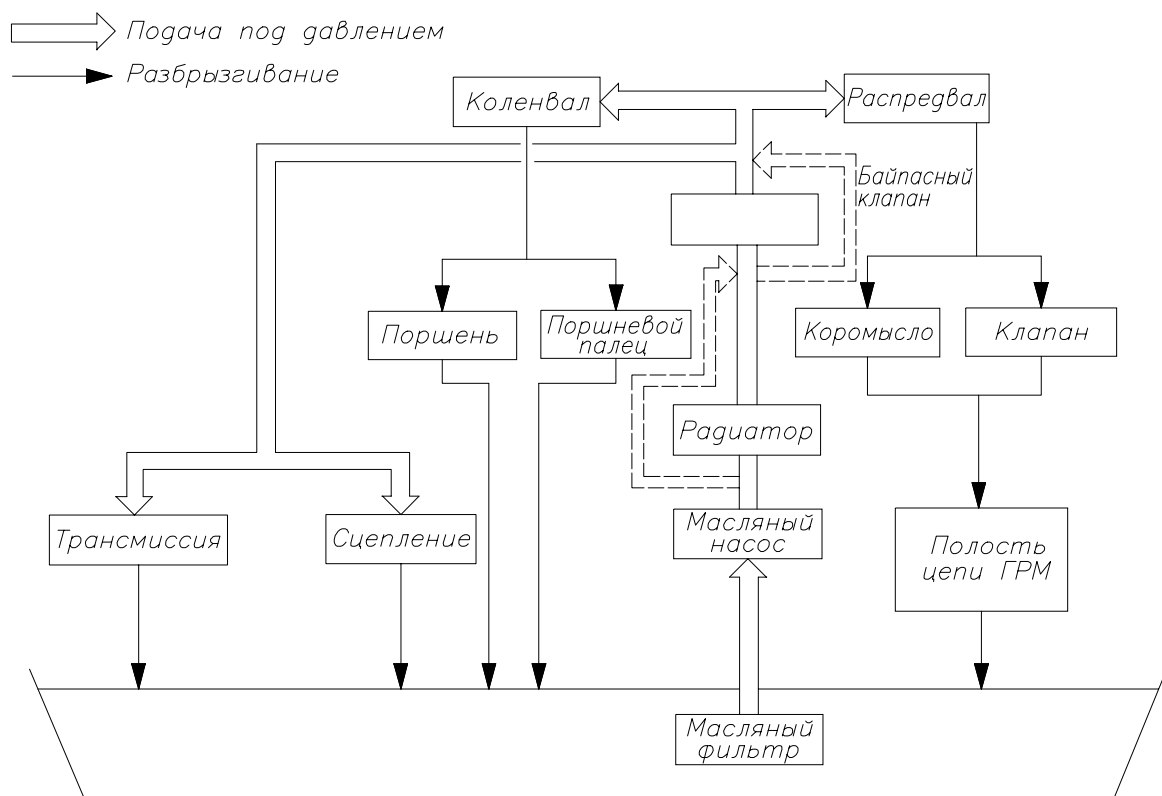 Подача под давлением
Разбрызгивание
Коленвал
Распредвал
Байпасный
клапан
Поршень
Поршневой
палец
Коромысло
Клапан
Радиатор
Трансмиссия
Сцепление
Масляный
насос
Полость
цепи ГРМ
Масляный
фильтр